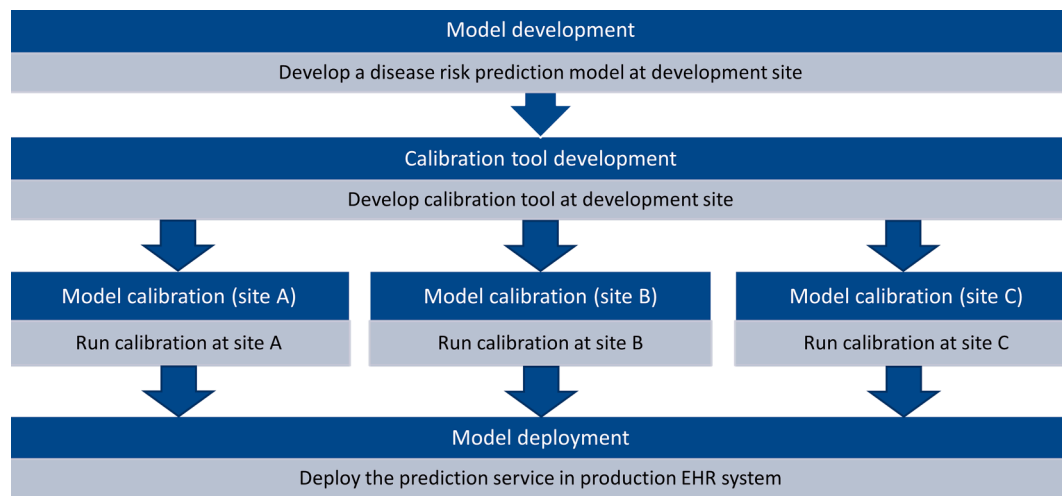 Model development
Develop a disease risk prediction model at development site
Calibration tool development
Develop calibration tool at development site
Model calibration (site A)
Model calibration (site B)
Model calibration (site C)
Run calibration at site A
Run calibration at site B
Run calibration at site C
Model deployment
Deploy the prediction service in production EHR system